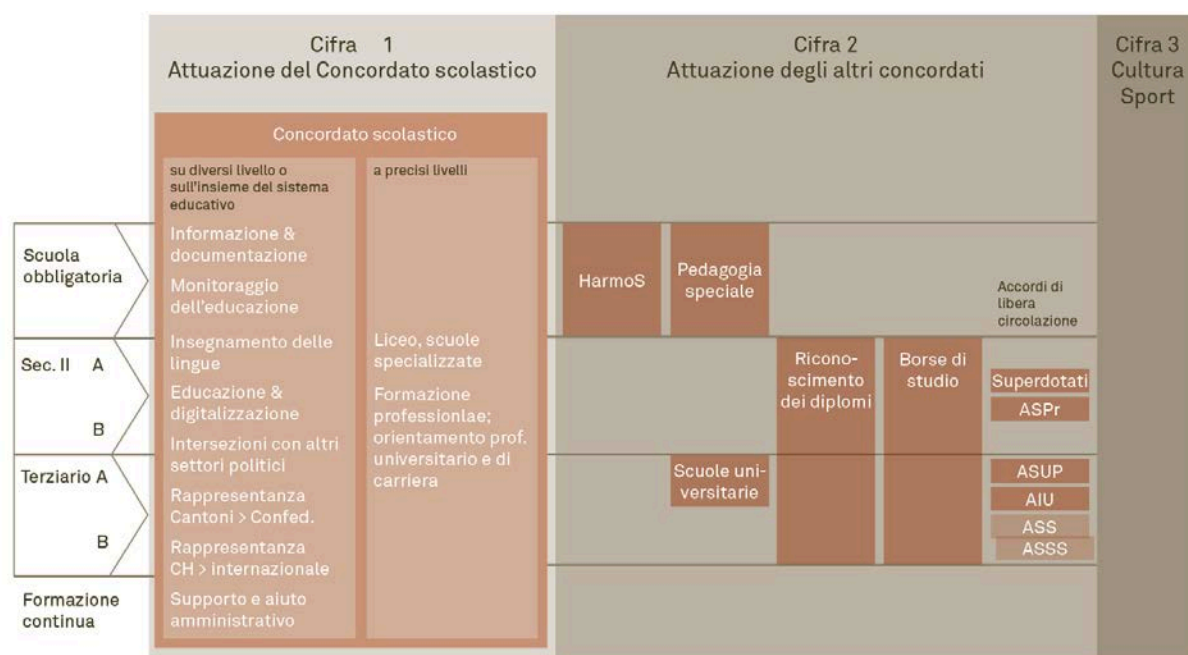 Cifra 1
Attuazione del Concordato scolastico
Cifra 2
Attuazione degli altri concordati
Cifra 3
Cultura
Sport
Concordato scolastico
su diversi livello o
sull'insieme del sistema
educativo
a precisi livelli
Informazione &
documentazione
Monitoraggio
dell'educazione
Insegnamento delle
lingue
Educazione &
digitalizzazione
Intersezioni con altri
settori politici
Rappresentanza
Cantoni > Confed.
Rappresentanza
CH > internazionale
Supporto e aiuto
amministrativo
Liceo, scuole
specializzate
Formazione
professionlae;
orientamento prof.
universitario e di
carriera
Scuola
obbligatoria
Sec. II A
B
Terziario A
B
Formazione
continua
HarmoS
Pedagogia
speciale
Scuole uni-
versitarie
Ricono-
scimento
dei diplomi
Borse di
studio
Accordi di
libera
circolazione
Superdotati
ASPr
ASUP
AIU
ASS
ASSS